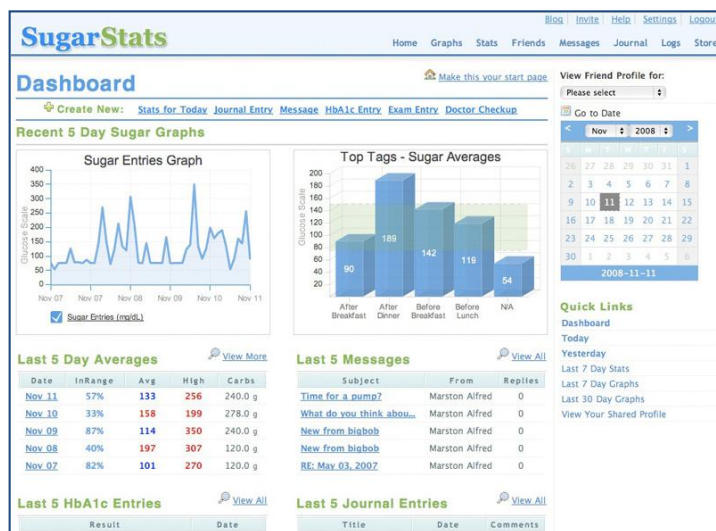 Blog Invite Help Settings Logout
SugarStats
Home Graphs Stats Friends Messages Journal Logs Store
Dashboard
Make this your start page
Create New: Stats for Today Journal Entry Message HbA1c Entry Exam Entry Doctor Checkup
Recent 5 Day Sugar Graphs
Sugar Entries Graph
Glucose Scale
400
350
300
250
200
150
100
50
0
Nov 07 Nov 07 Nov 08 Nov 09 Nov 10 Nov 11
Sugar Entries (mg/dL)
Top Tags - Sugar Averages
Glucose Scale
200
180
160
140
120
100
80
60
40
20
90 189 142 119 54
After Breakfast
After Dinner
Before Breakfast
Before Lunch
N/A
Last 5 Day Averages
View More
Date InRange Avg High Carbs
Nov 11 57% 133 256 240.0 g
Nov 10 33% 158 199 278.0 g
Nov 09 87% 114 350 240.0 g
Nov 08 40% 197 307 120.0 g
Nov 07 82% 101 270 120.0 g
Last 5 Messages
View All
Subject From Replies
Time for a pump? Marston Alfred 0
What do you think abou... Marston Alfred 0
New from bigbob Marston Alfred 0
New from bigbob Marston Alfred 0
RE: May 03, 2007 Marston Alfred 0
Last 5 HbA1c Entries
View All
Result Date
Last 5 Journal Entries
View All
Title Date Comments
View Friend Profile for:
Please select
Go to Date
< Nov 2008 >
S M T W T F S
26 27 28 29 30 31 1
2 3 4 5 6 7 8
9 10 11 12 13 14 15
16 17 18 19 20 21 22
23 24 25 26 27 28 29
30 1 2 3 4 5 6
2008-11-11
Quick Links
Dashboard
Today
Yesterday
Last 7 Day Stats
Last 7 Day Graphs
Last 30 Day Graphs
View Your Shared Profile